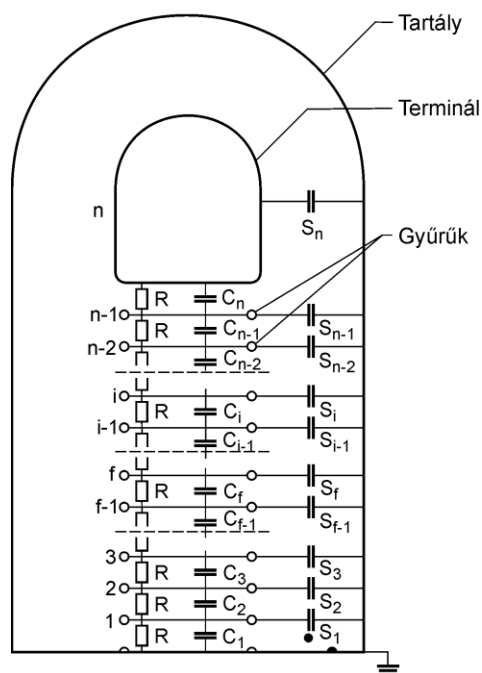 Tartály
Terminál
n
Sn
Gyűrűk
R Cn
n-1 Sn-1
R Cn-1
n-2 Sn-2
Cn-2
i Si
R Ci
i-1 Si-1
Ci-1
f Sf
R Cf
f-1 Sf-1
Cf-1
3 S3
R C3
2 S2
R C2
1 S1
R C1